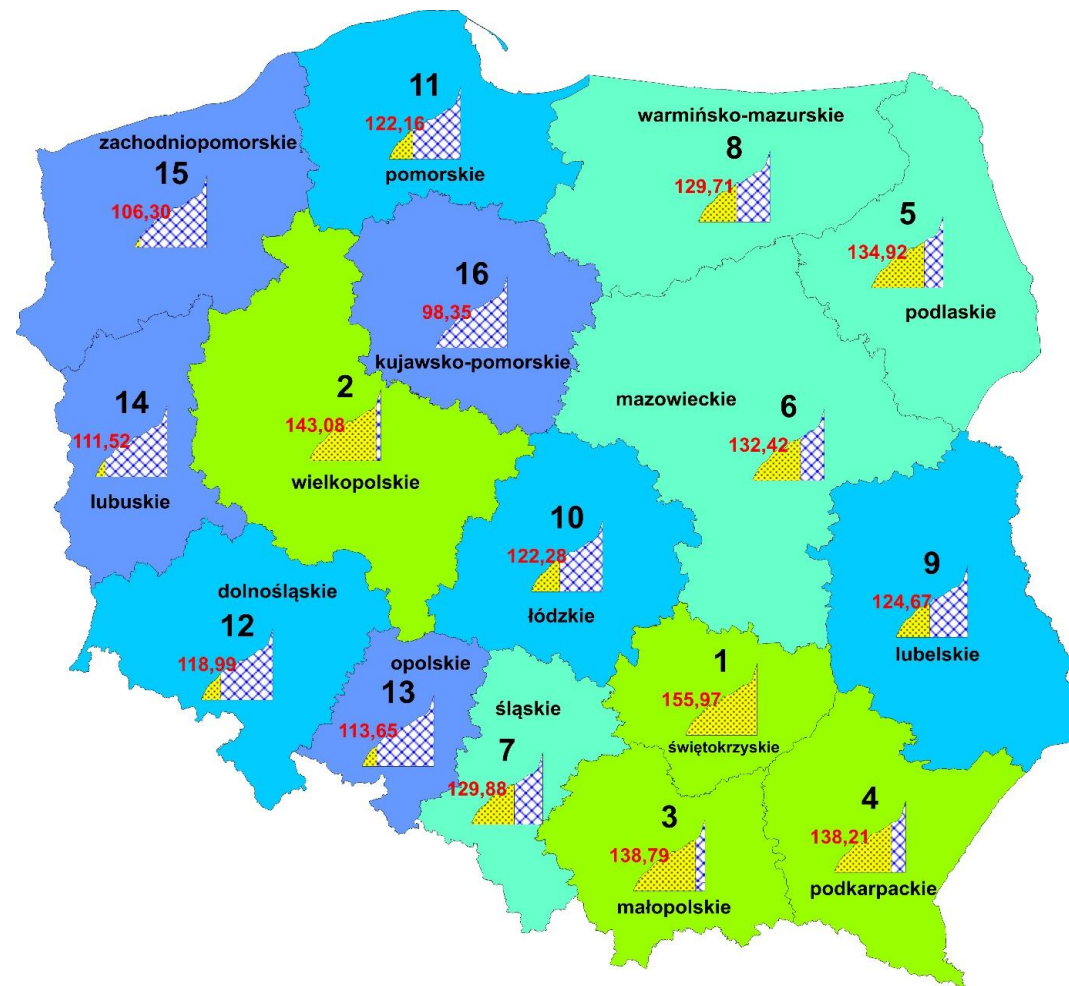 11
122,16
pomorskie
warmińsko-mazurskie
8
129,71
zachodniopomorskie
15
106,30
5
134,92
podlaskie
16
98,35
kujawsko-pomorskie
2
143,08
wielkopolskie
mazowieckie
6
132,42
14
111,52
lubuskie
10
122,28
łódzkie
9
124,67
lubelskie
dolnośląskie
12
118,99
opolskie
13
113,65
śląskie
7
129,88
1
155,97
świętokrzyskie
3
138,79
małopolskie
4
138,21
podkarpackie